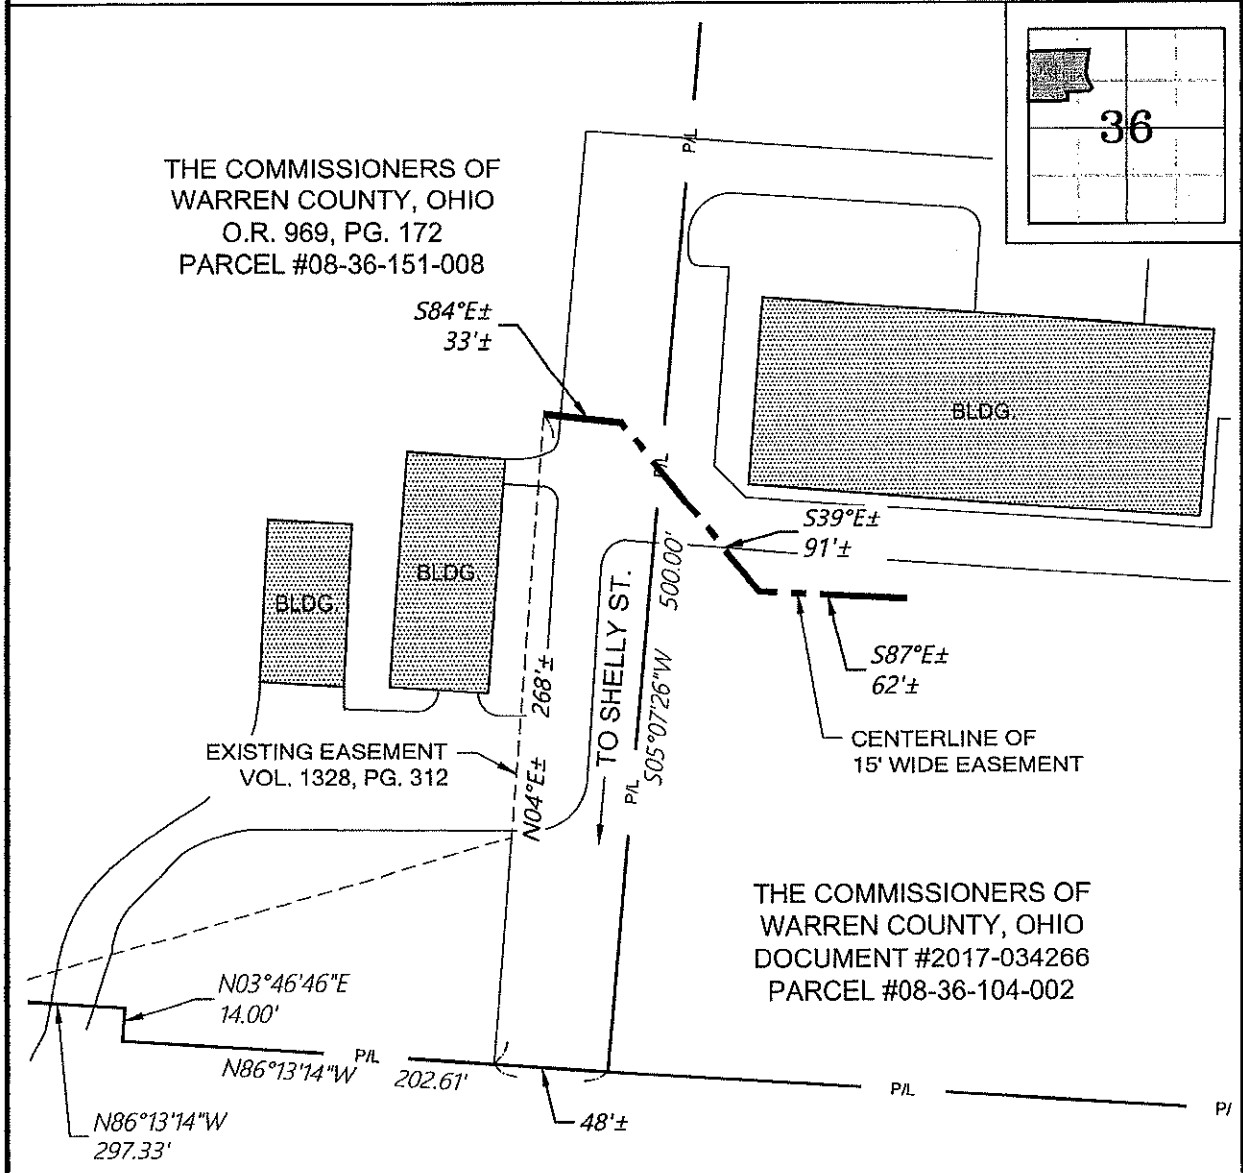 36
P/L
THE COMMISSIONERS OF
WARREN COUNTY, OHIO
O.R. 969, PG. 172
PARCEL #08-36-151-008
S84°E±
33'±
BLDG.
P/L
S39°E±
91'±
BLDG.
BLDG.
TO SHELLY ST.
S05°07'26"W 500.00'
P/L
S87°E±
62'±
CENTERLINE OF
15' WIDE EASEMENT
EXISTING EASEMENT
VOL. 1328, PG. 312
N04°E± 268'±
THE COMMISSIONERS OF
WARREN COUNTY, OHIO
DOCUMENT #2017-034266
PARCEL #08-36-104-002
N03°46'46"E
14.00'
P/L
N86°13'14"W 202.61'
P/L
P/
N86°13'14"W
297.33'
48'±